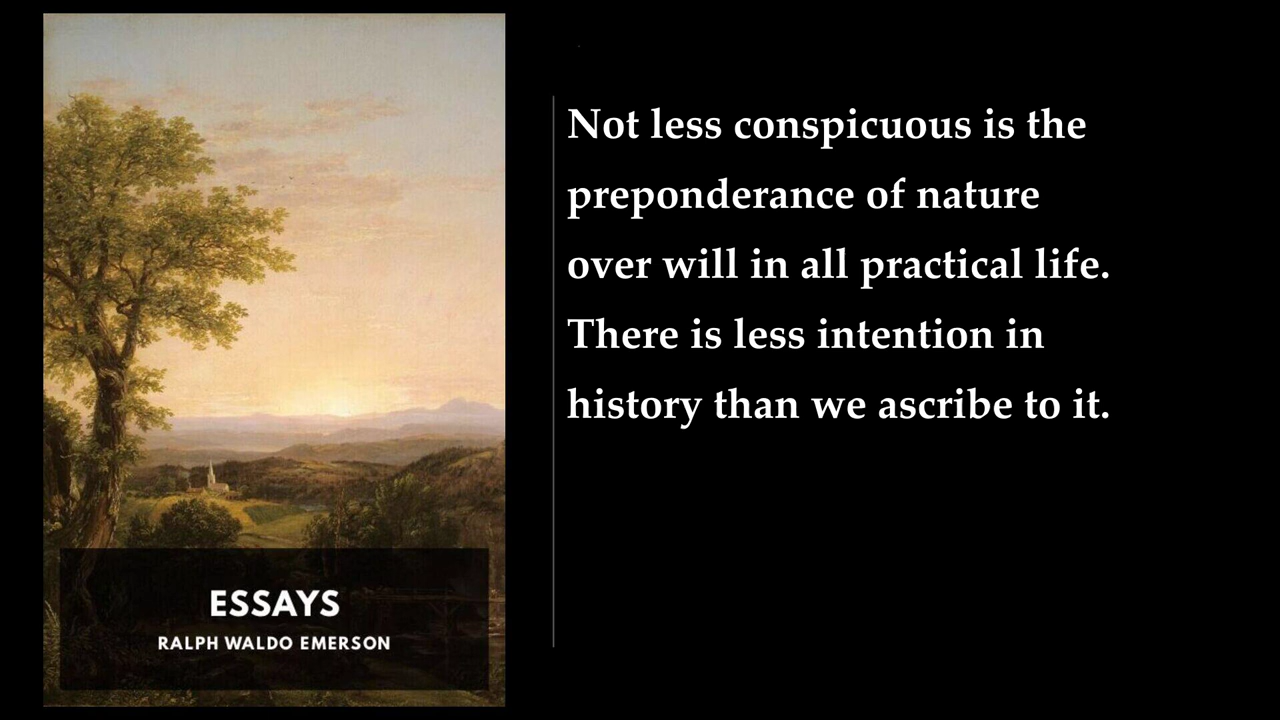 ESSAYS
RALPH WALDO EMERSON
Not less conspicuous is the
preponderance of nature
over will in all practical life.
There is less intention in
history than we ascribe to it.